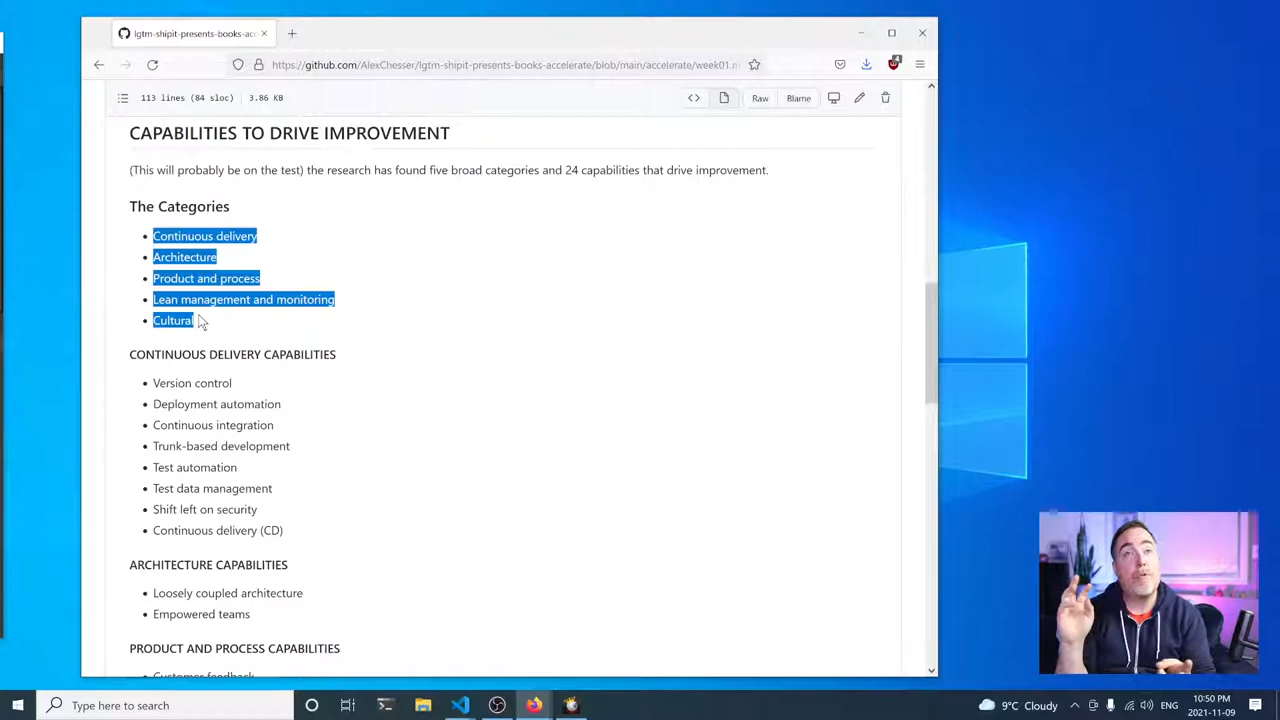 lgtm-shipit-presents-books-acc
https://github.com/AlexChesser/lgtm-shipit-presents-books-accelerate/blob/main/accelerate/week01.m
4
113 lines (84 sloc) 3.86 KB
Raw
Blame
CAPABILITIES TO DRIVE IMPROVEMENT
(This will probably be on the test) the research has found five broad categories and 24 capabilities that drive improvement.
The Categories
Continuous delivery
Architecture
Product and process
Lean management and monitoring
Cultural
CONTINUOUS DELIVERY CAPABILITIES
Version control
Deployment automation
Continuous integration
Trunk-based development
Test automation
Test data management
Shift left on security
Continuous delivery (CD)
ARCHITECTURE CAPABILITIES
Loosely coupled architecture
Empowered teams
PRODUCT AND PROCESS CAPABILITIES
Customer feedback
Type here to search
9°C Cloudy
ENG
10:50 PM
2021-11-09